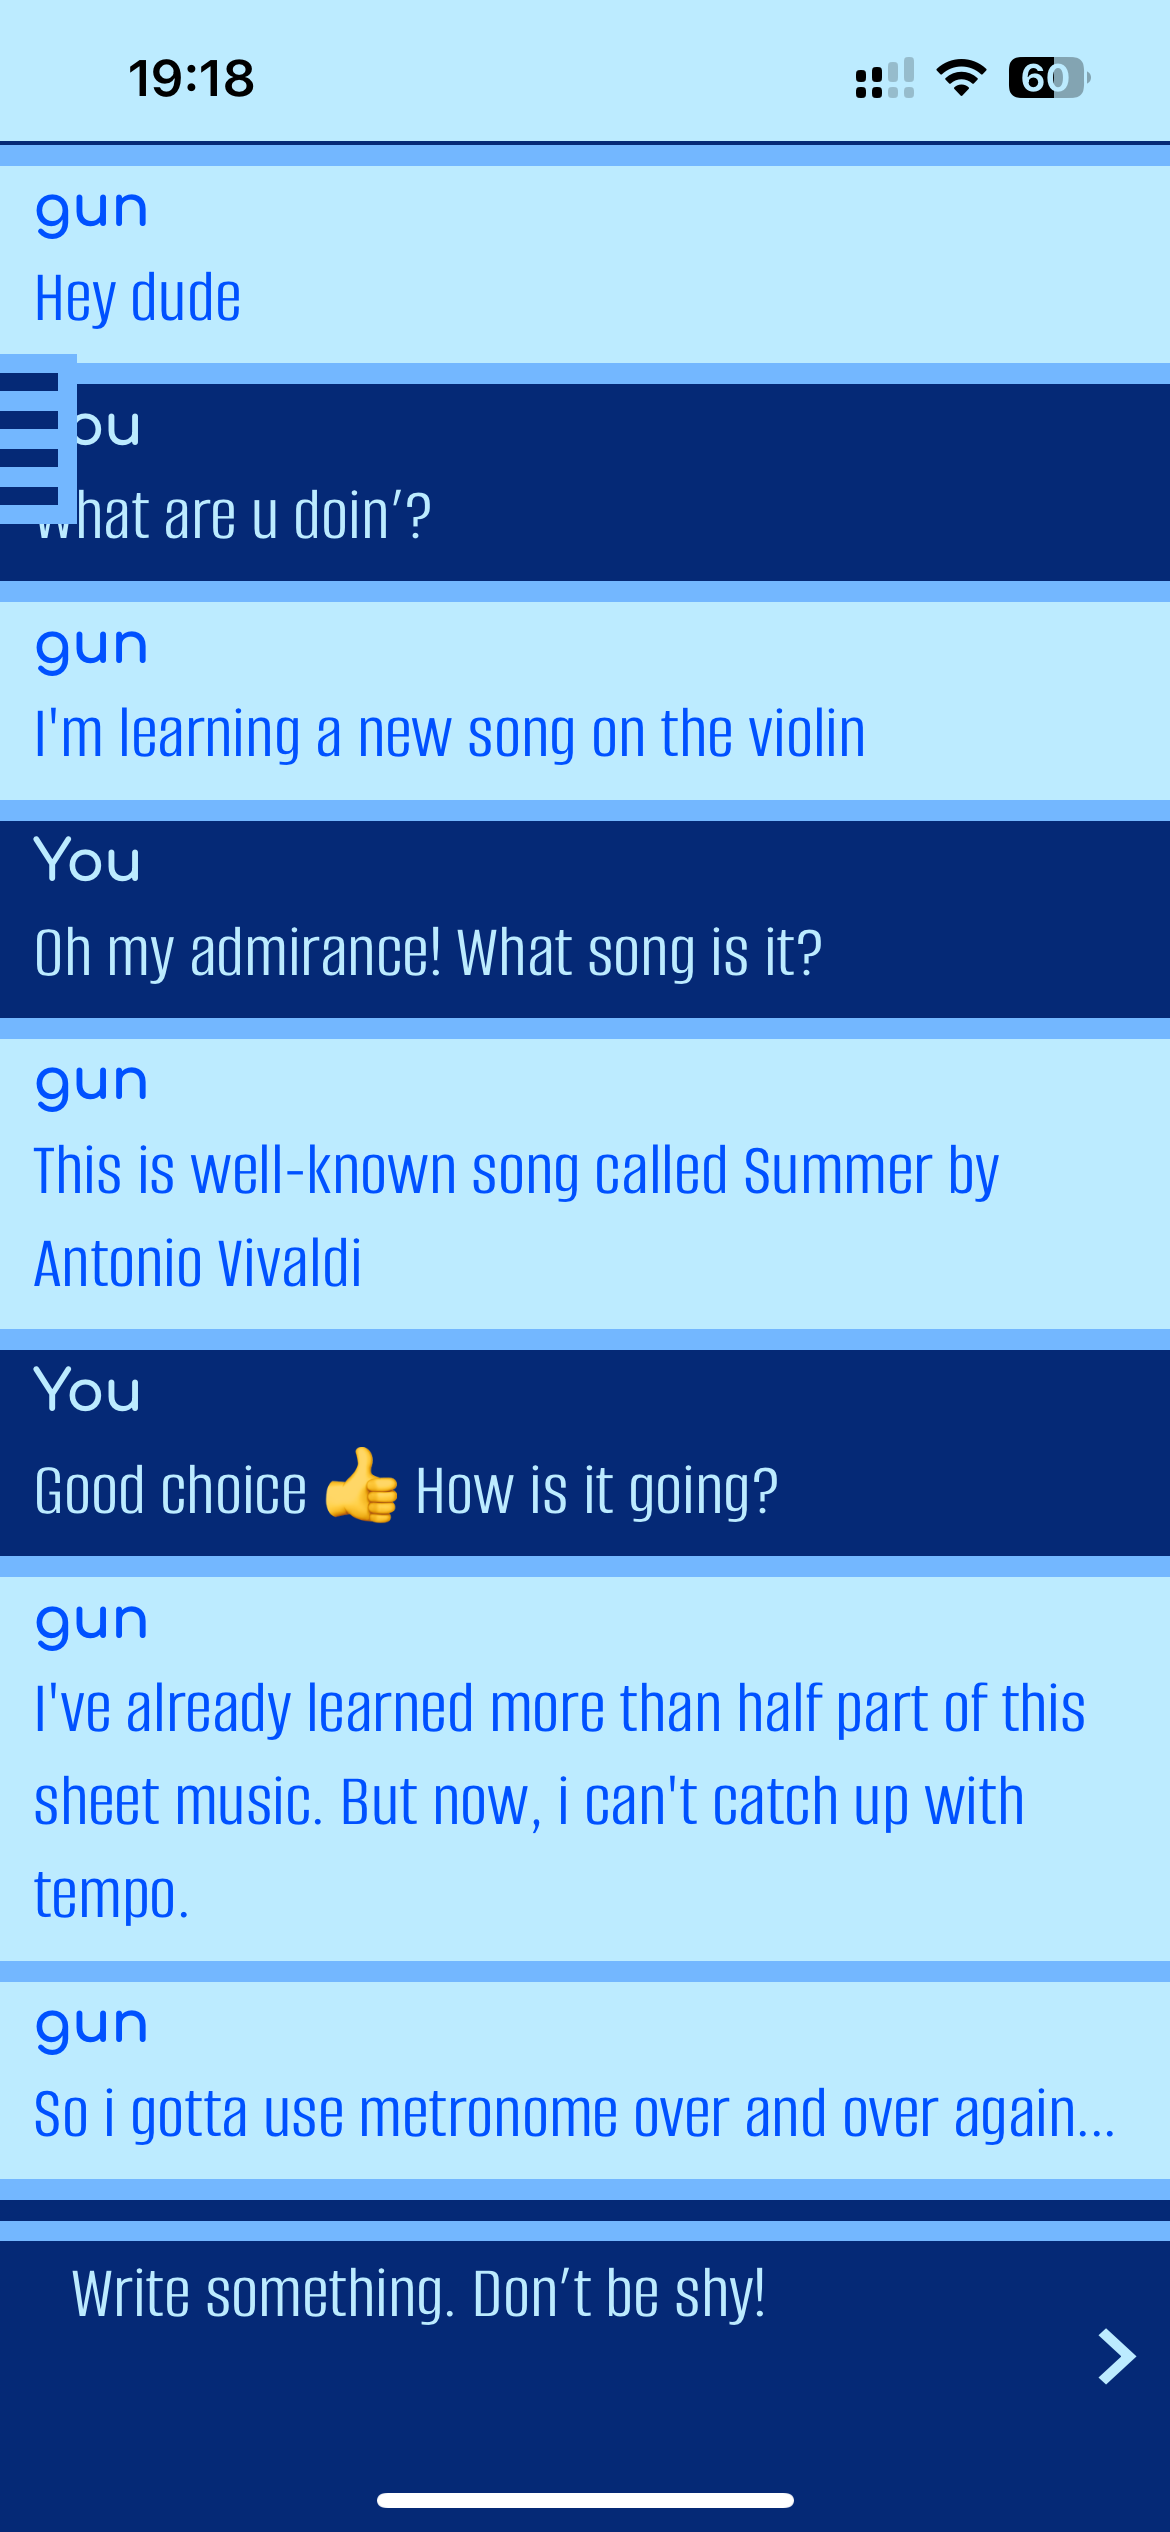 19:18
60
gun
Hey dude
ou
What are u doin’?
gun
I'm learning a new song on the violin
You
Oh my admirance! What song is it?
gun
This is well-known song called Summer by
Antonio Vivaldi
You
Good choice 👍 How is it going?
gun
I've already learned more than half part of this
sheet music. But now, i can't catch up with
tempo.
gun
So i gotta use metronome over and over again...
Write something. Don’t be shy!